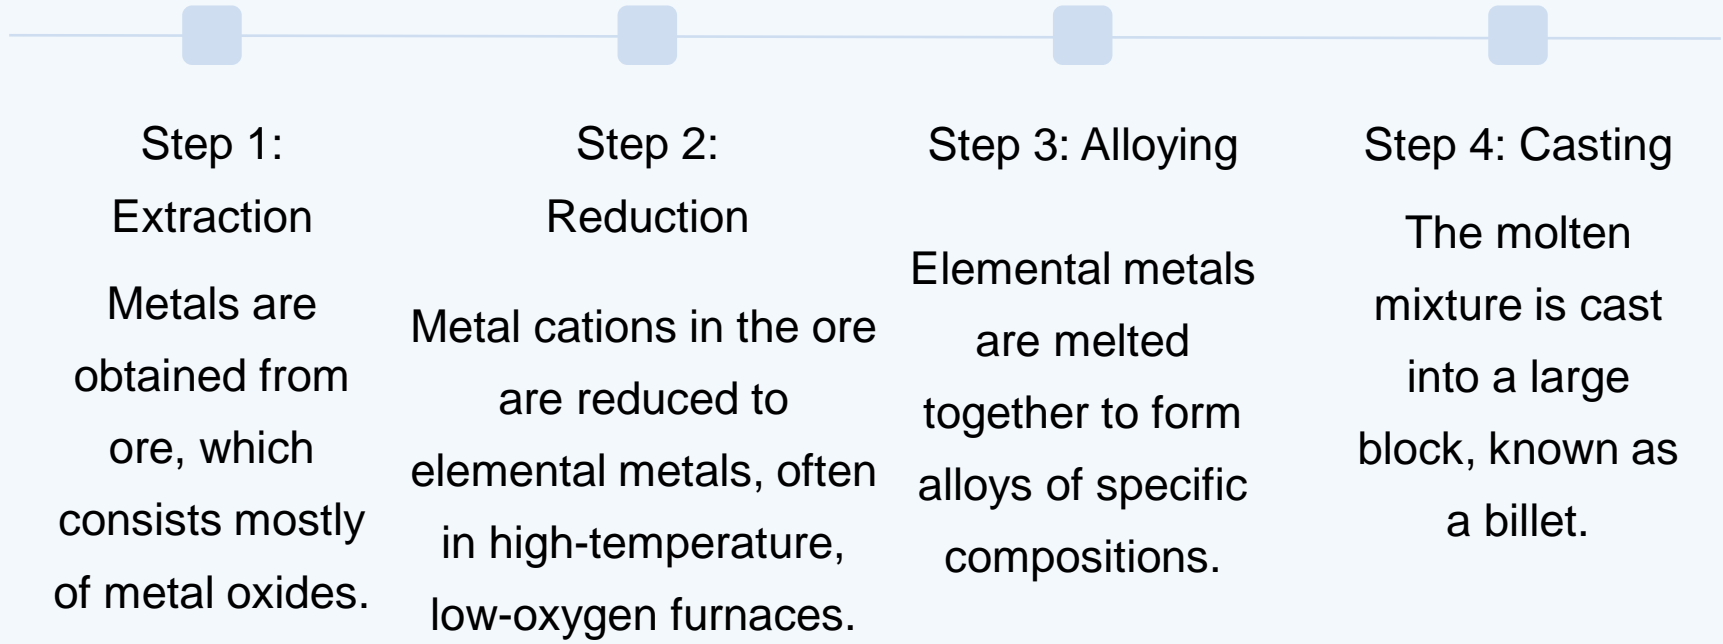 Step 1:
Extraction
Metals are
obtained from
ore, which
consists mostly
of metal oxides.
Step 2:
Reduction
Metal cations in the ore
are reduced to
elemental metals, often
in high-temperature,
low-oxygen furnaces.
Step 3: Alloying
Elemental metals
are melted
together to form
alloys of specific
compositions.
Step 4: Casting
The molten
mixture is cast
into a large
block, known as
a billet.